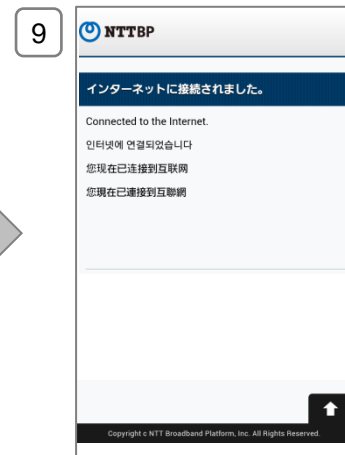 9
NTTBP
インターネットに接続されました。
Connected to the Internet.
인터넷에 연결되었습니다
您现在已连接到互联网
您現在已連接到互聯網
Copyright c NTT Broadband Platform, Inc. All Rights Reserved.